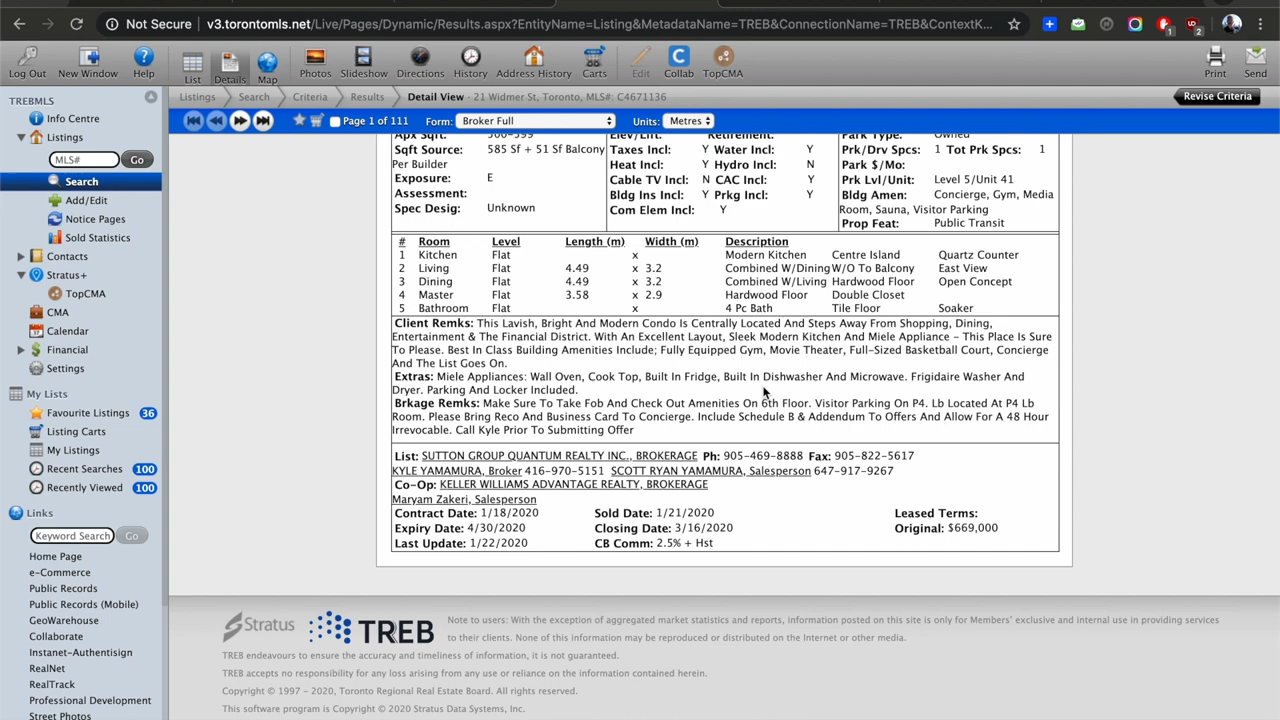 Not Secure v3.torontomls.net/Live/Pages/Dynamic/Results.aspx?EntityName=Listing&MetadataName=TREB&ConnectionName=TREB&ContextK...
Log Out New Window Help List Details Map Photos Slideshow Directions History Address History Carts Edit Collab TopCMA Print Send
TREBMLS
Listings Search Criteria Results Detail View · 21 Widmer St, Toronto, MLS#: C4671136 Revise Criteria
Page 1 of 111 Form: Broker Full Metres
Info Centre
Listings
MLS# Go
Search
Add/Edit
Notice Pages
Sold Statistics
Contacts
Stratus+
TopCMA
CMA
Calendar
Financial
Settings
My Lists
Favourite Listings 36
Listing Carts
My Listings
Recent Searches 100
Recently Viewed 100
Links
Keyword Search Go
Home Page
e-Commerce
Public Records
Public Records (Mobile)
GeoWarehouse
Collaborate
Instanet-Authentisign
RealNet
RealTrack
Professional Development
Street Photos
Apx Sqft: 500-599 Elev/Lift: Retirement: Park Type: Owned
Sqft Source: 585 Sf + 51 Sf Balcony Taxes Incl: Y Water Incl: Y Prk/Drv Spcs: 1 Tot Prk Spcs: 1
Per Builder Heat Incl: Y Hydro Incl: N Park $/Mo:
Exposure: E Cable TV Incl: N CAC Incl: Y Prk Lvl/Unit: Level 5/Unit 41
Assessment: Bldg Ins Incl: Y Prkg Incl: Y Bldg Amen: Concierge, Gym, Media
Spec Desig: Unknown Com Elem Incl: Y Room, Sauna, Visitor Parking
Prop Feat: Public Transit
# Room Level Length (m) Width (m) Description
1 Kitchen Flat x Modern Kitchen Centre Island Quartz Counter
2 Living Flat 4.49 x 3.2 Combined W/Dining W/O To Balcony East View
3 Dining Flat 4.49 x 3.2 Combined W/Living Hardwood Floor Open Concept
4 Master Flat 3.58 x 2.9 Hardwood Floor Double Closet
5 Bathroom Flat x 4 Pc Bath Tile Floor Soaker
Client Remks: This Lavish, Bright And Modern Condo Is Centrally Located And Steps Away From Shopping, Dining,
Entertainment & The Financial District. With An Excellent Layout, Sleek Modern Kitchen And Miele Appliance - This Place Is Sure
To Please. Best In Class Building Amenities Include; Fully Equipped Gym, Movie Theater, Full-Sized Basketball Court, Concierge
And The List Goes On.
Extras: Miele Appliances: Wall Oven, Cook Top, Built In Fridge, Built In Dishwasher And Microwave. Frigidaire Washer And
Dryer. Parking And Locker Included.
Brkage Remks: Make Sure To Take Fob And Check Out Amenities On 6th Floor. Visitor Parking On P4. Lb Located At P4 Lb
Room. Please Bring Reco And Business Card To Concierge. Include Schedule B & Addendum To Offers And Allow For A 48 Hour
Irrevocable. Call Kyle Prior To Submitting Offer
List: SUTTON GROUP QUANTUM REALTY INC., BROKERAGE Ph: 905-469-8888 Fax: 905-822-5617
KYLE YAMAMURA, Broker 416-970-5151 SCOTT RYAN YAMAMURA, Salesperson 647-917-9267
Co-Op: KELLER WILLIAMS ADVANTAGE REALTY, BROKERAGE
Maryam Zakeri, Salesperson
Contract Date: 1/18/2020 Sold Date: 1/21/2020 Leased Terms:
Expiry Date: 4/30/2020 Closing Date: 3/16/2020 Original: $669,000
Last Update: 1/22/2020 CB Comm: 2.5% + Hst
Stratus TREB
Note to users: With the exception of aggregated market statistics and reports, information posted on this site is only for Members' exclusive and internal use in providing services
to their clients. None of this information may be reproduced or distributed on the Internet or other media.
TREB endeavours to ensure the accuracy and timeliness of information, it is not guaranteed.
TREB accepts no responsibility for any loss arising from any use or reliance on the information contained herein.
Copyright © 1997 - 2020, Toronto Regional Real Estate Board. All rights reserved.
This software program is Copyright © 2020 Stratus Data Systems, Inc.